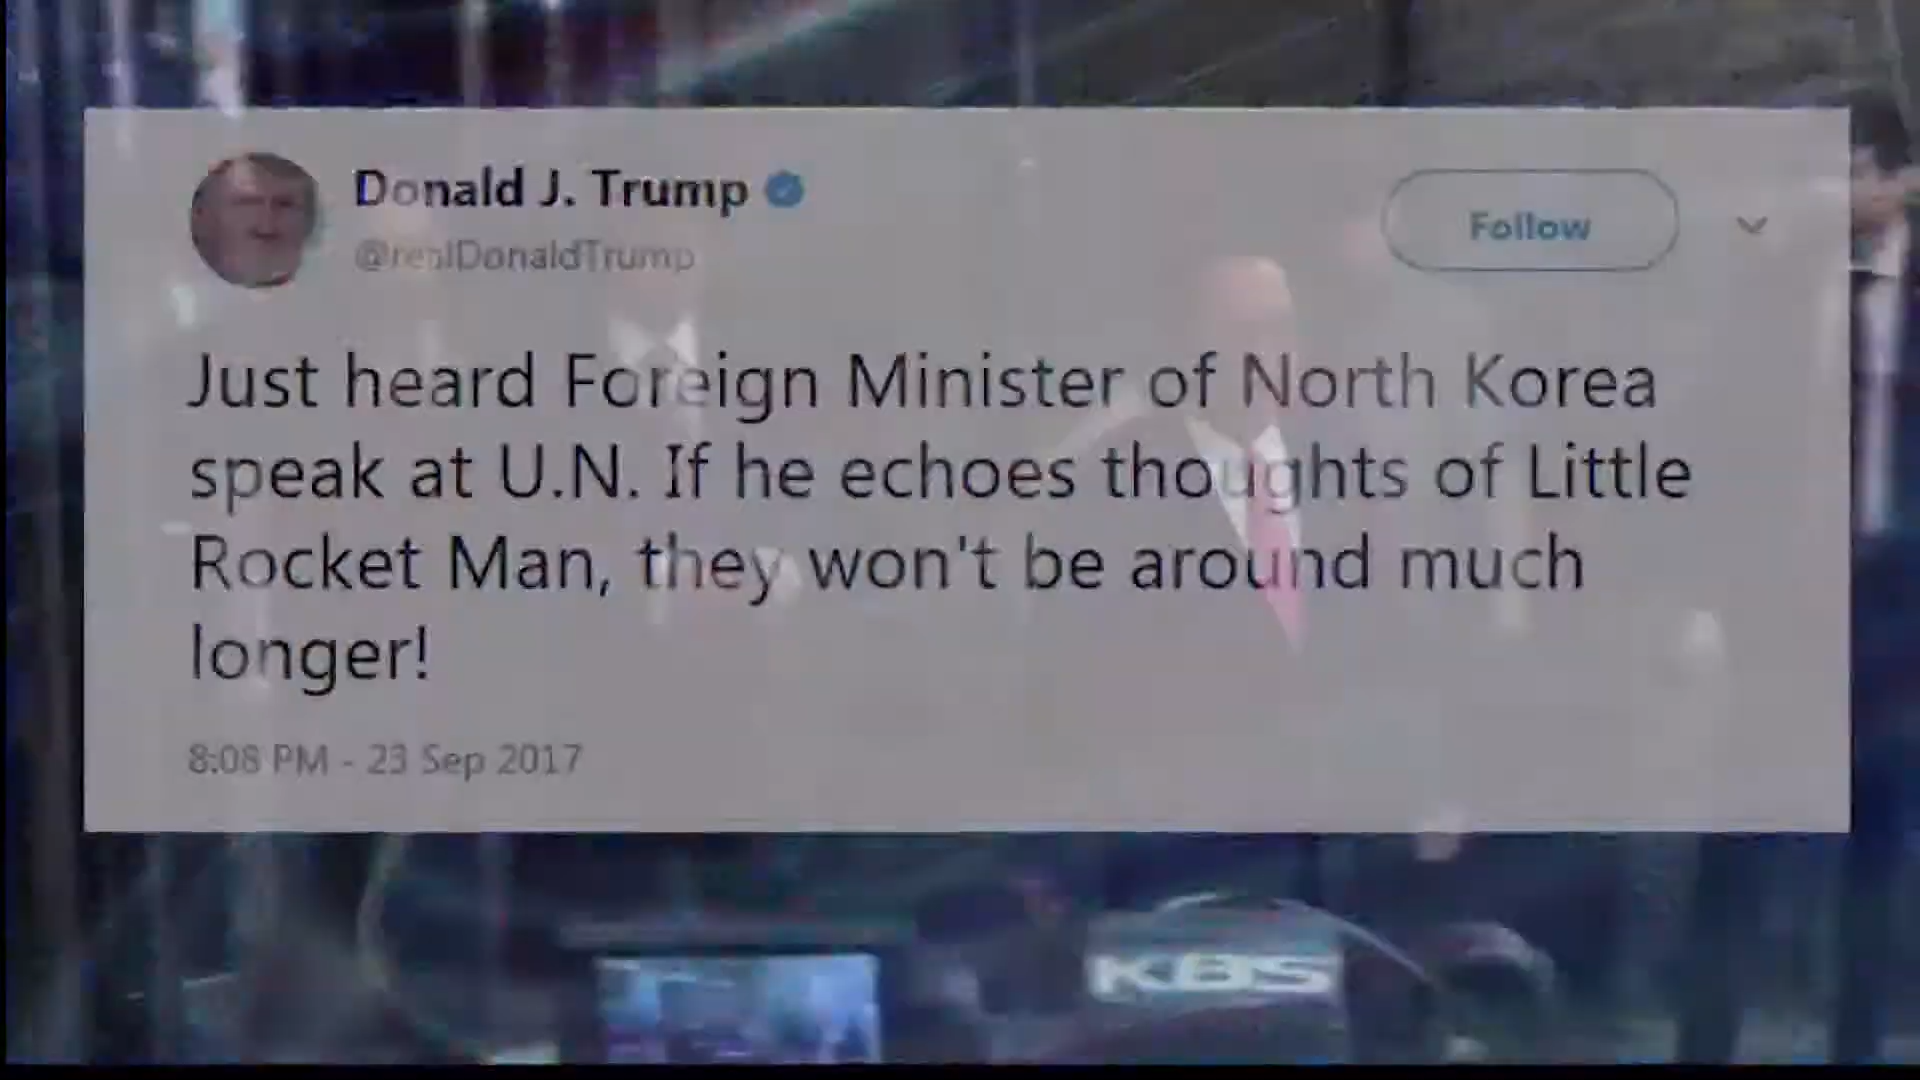 Donald J. Trump
Follow
@realDonaldTrump
Just heard Foreign Minister of North Korea
speak at U.N. If he echoes thoughts of Little
Rocket Man, they won't be around much
longer!
8:08 PM - 23 Sep 2017
KBS